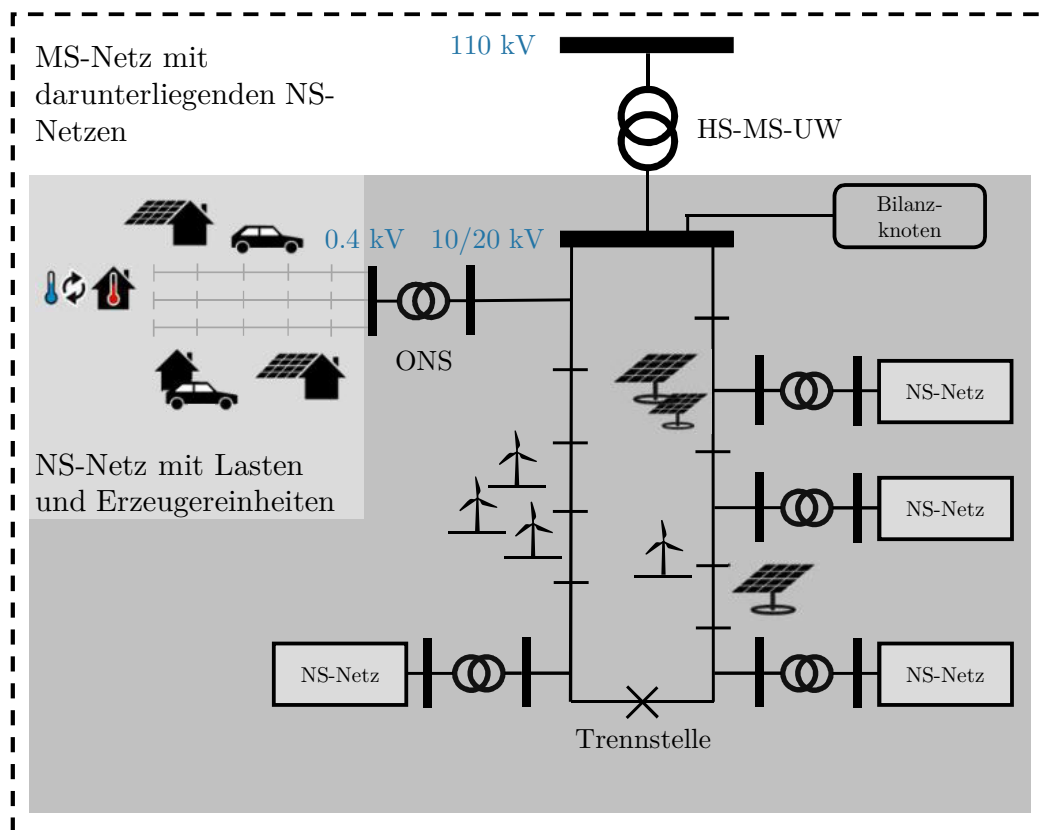 MS-Netz mit
darunterliegenden NS-
Netzen
110 kV
HS-MS-UW
Bilanz-
knoten
0.4 kV
10/20 kV
ONS
NS-Netz mit Lasten
und Erzeugereinheiten
NS-Netz
NS-Netz
NS-Netz
NS-Netz
Trennstelle